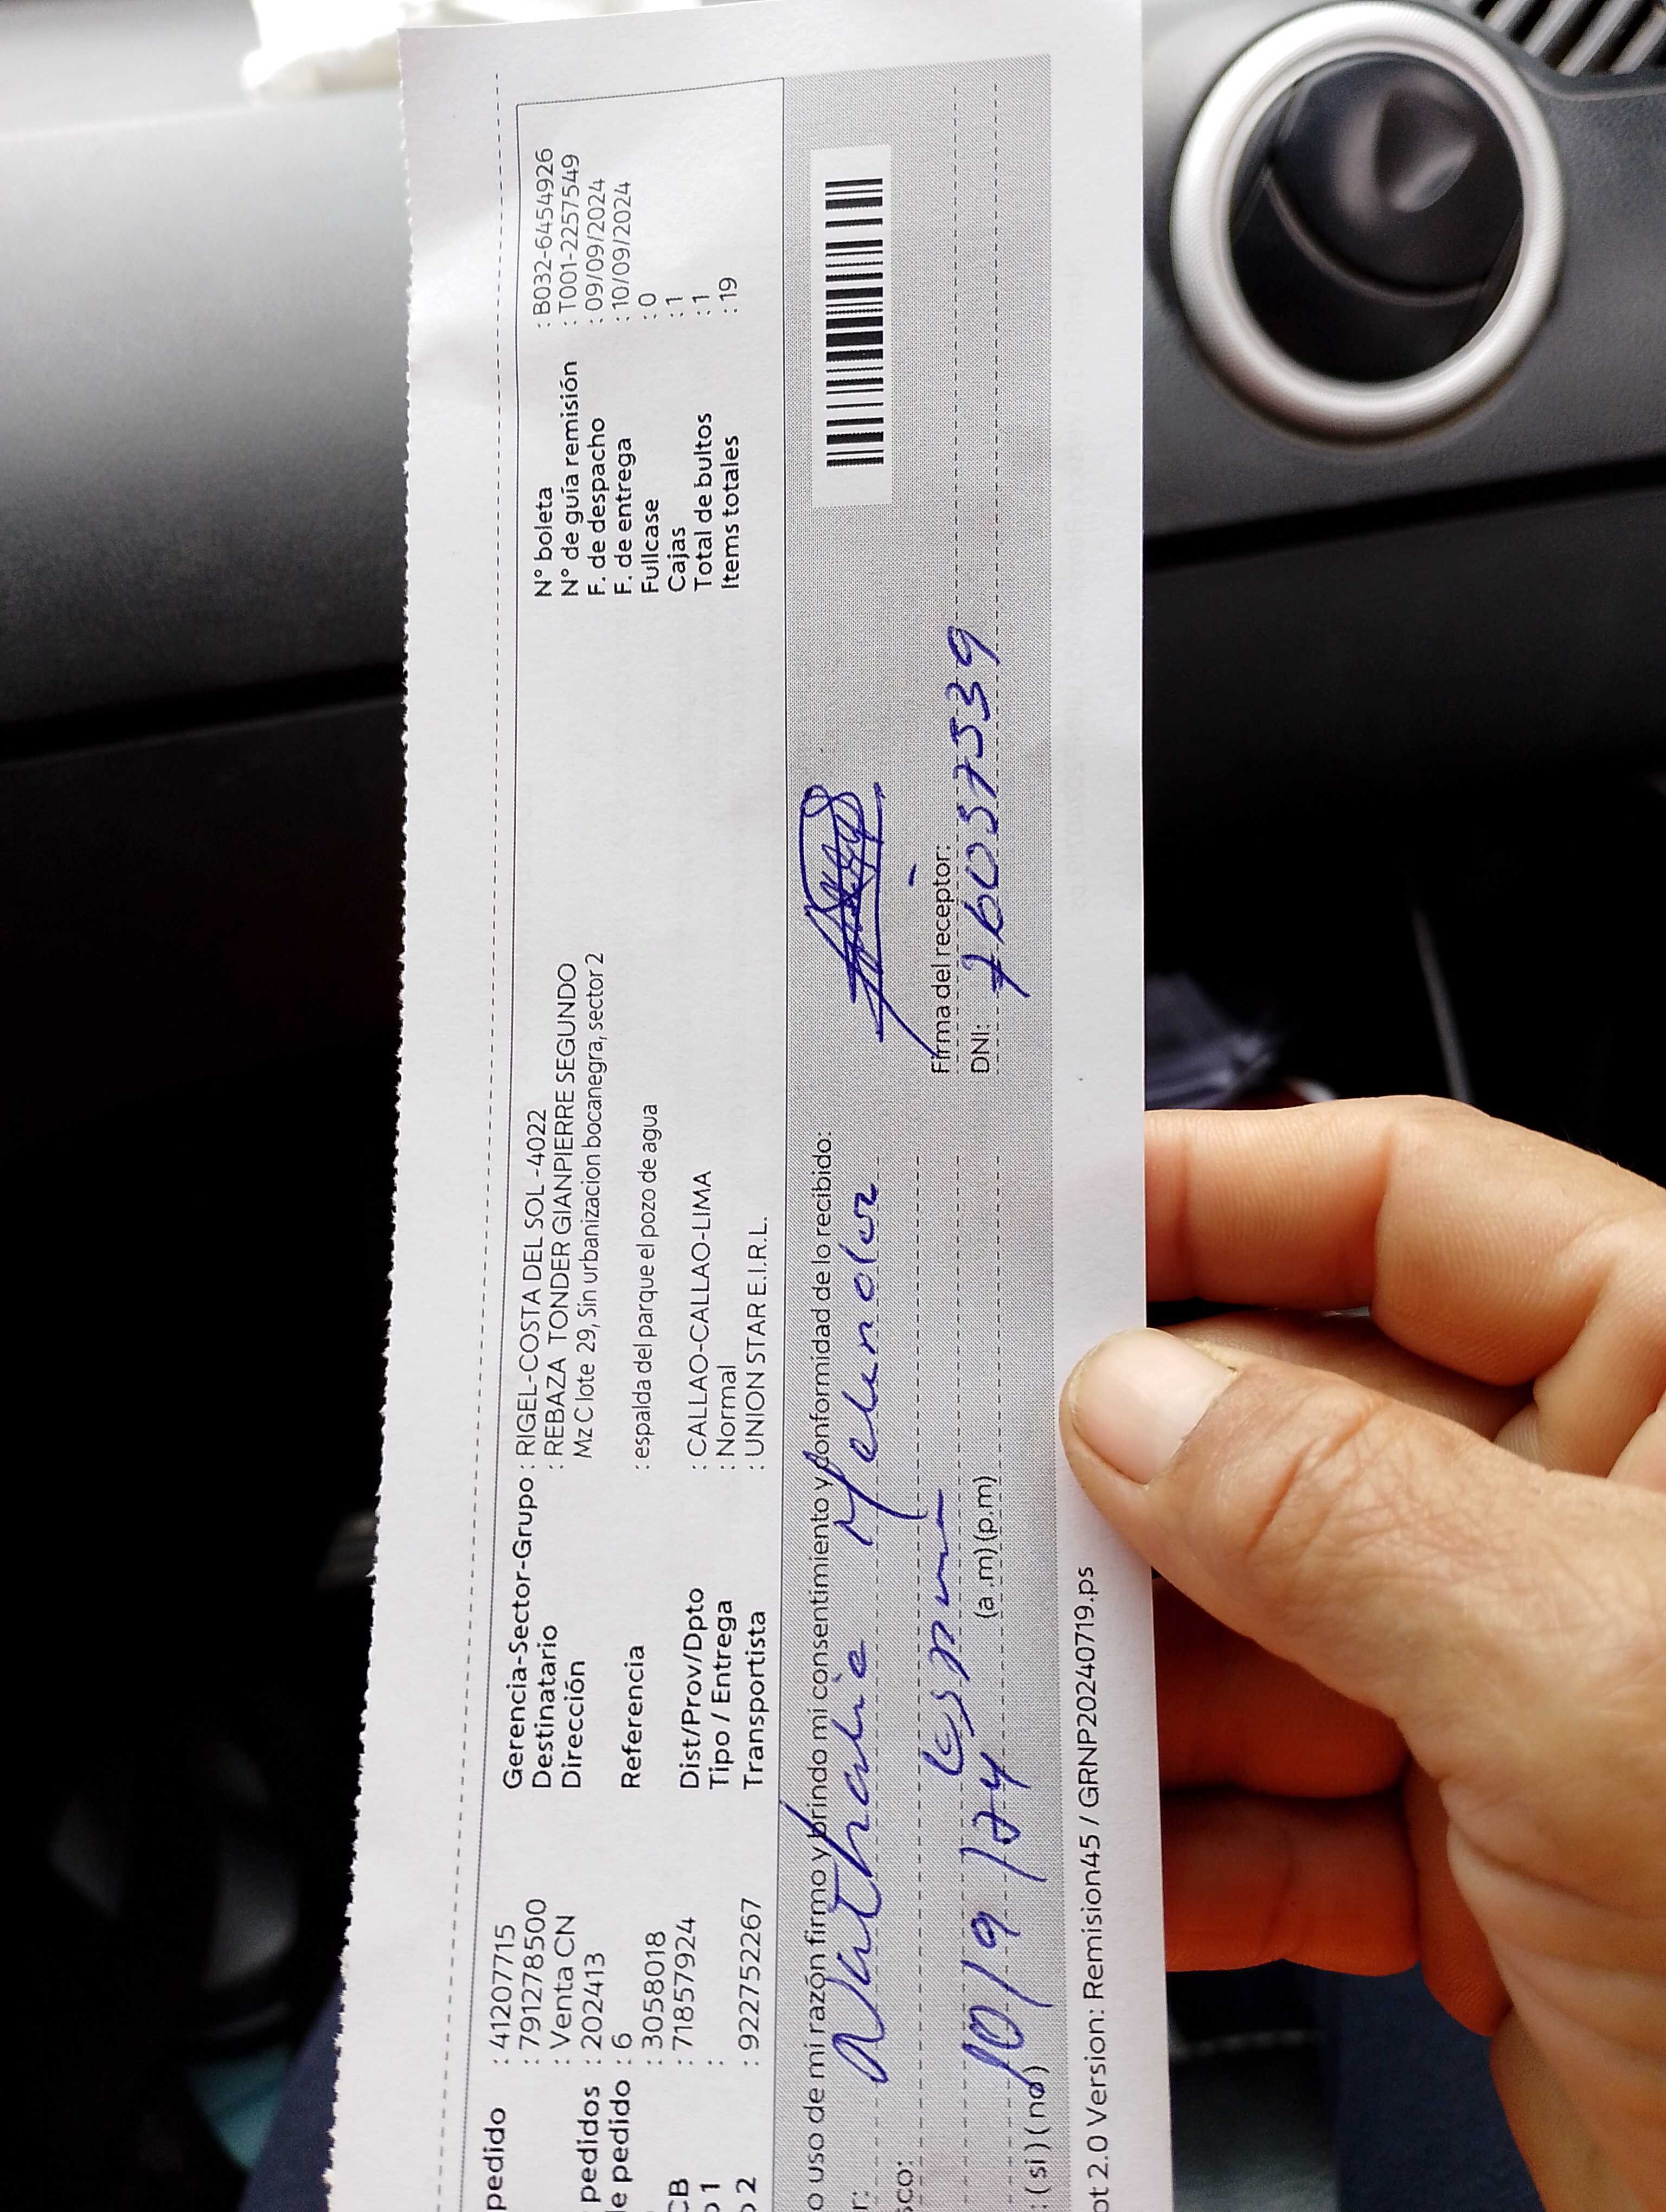 pedido : 41207715
: 791278500
: Venta CN
pedidos : 202413
e pedido : 6
: 3058018
CB : 71857924
o 1 :
o 2 : 922752267
Gerencia-Sector-Grupo : RIGEL-COSTA DEL SOL -4022
Destinatario : REBAZA TONDER GIANPIERRE SEGUNDO
Dirección Mz C lote 29, Sin urbanizacion bocanegra, sector 2
Referencia : espalda del parque el pozo de agua
Dist/Prov/Dpto : CALLAO-CALLAO-LIMA
Tipo / Entrega : Normal
Transportista : UNION STAR E.I.R.L.
N° boleta : B032-6454926
N° de guía remisión : T001-2257549
F. de despacho : 09/09/2024
F. de entrega : 10/09/2024
Fullcase : 0
Cajas : 1
Total de bultos : 1
Items totales : 19
o uso de mi razón firmo y brindo mi consentimiento y conformidad de lo recibido:
r: Nathalie Melendez
sco:
10/9/24 (a.m) (p.m)
: (si) (no)
Firma del receptor:
DNI: 76057539
ot 2.0 Version: Remision45 / GRNP20240719.ps